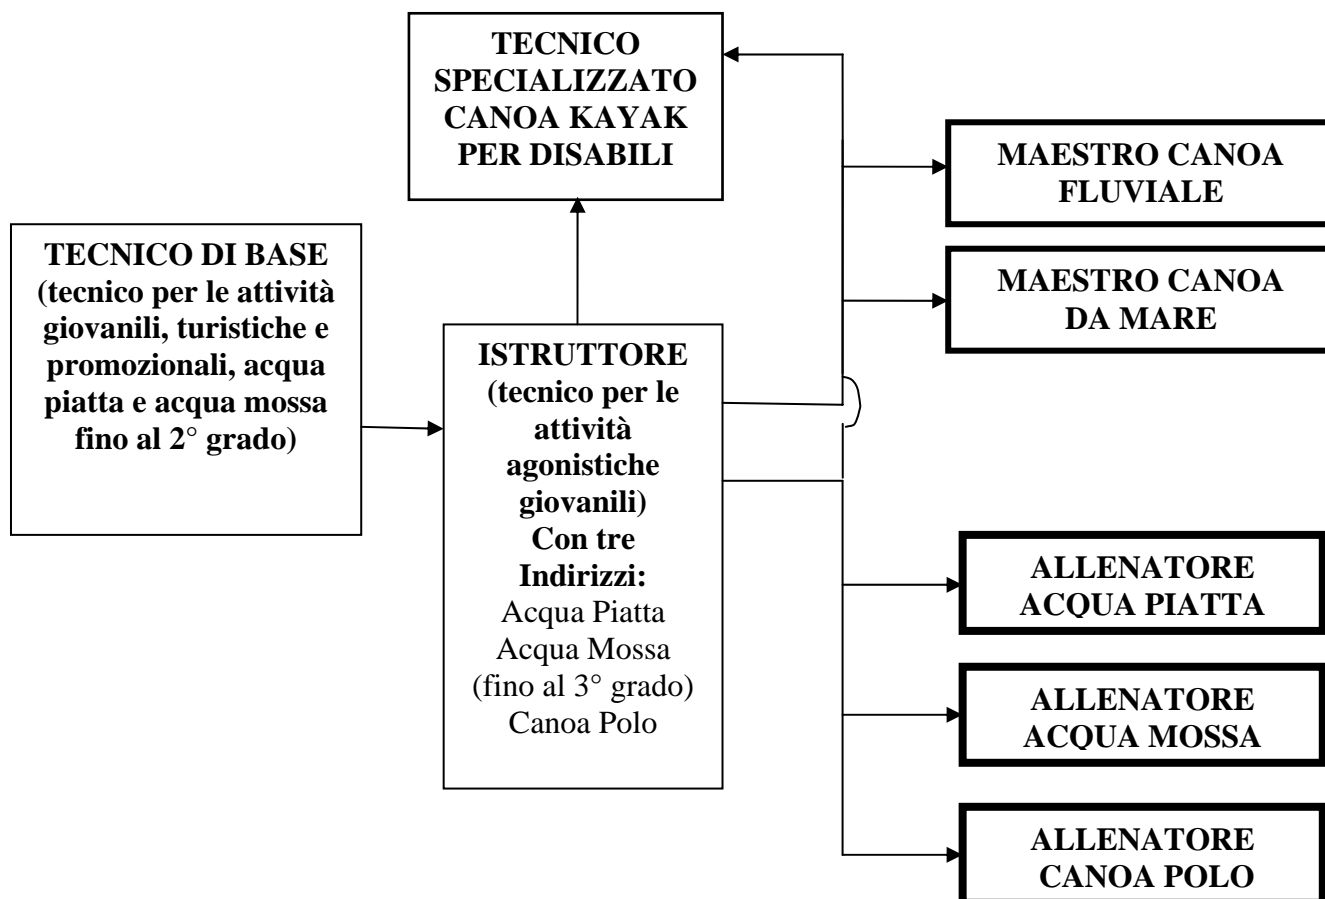 TECNICO
SPECIALIZZATO
CANOA KAYAK
PER DISABILI
MAESTRO CANOA
FLUVIALE
TECNICO DI BASE
(tecnico per le attività
giovanili, turistiche e
promozionali, acqua
piatta e acqua mossa
fino al 2° grado)
MAESTRO CANOA
DA MARE
ISTRUTTORE
(tecnico per le
attività
agonistiche
giovanili)
Con tre
Indirizzi:
Acqua Piatta
Acqua Mossa
(fino al 3° grado)
Canoa Polo
ALLENATORE
ACQUA PIATTA
ALLENATORE
ACQUA MOSSA
ALLENATORE
CANOA POLO